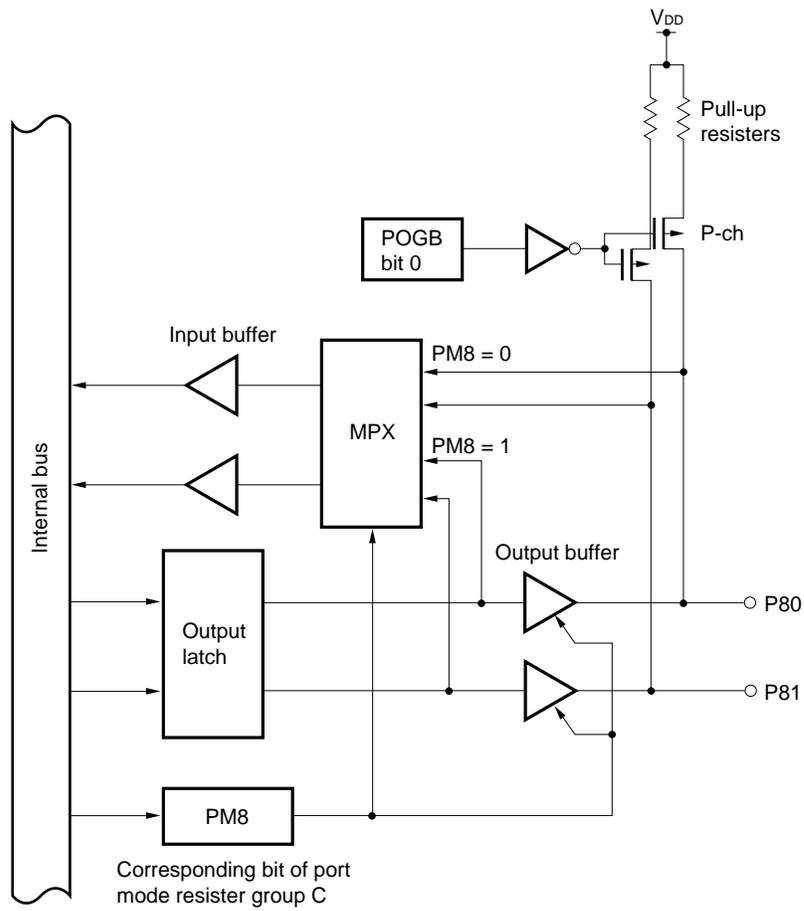 VDD
Pull-up
resisters
POGB
bit 0
P-ch
Input buffer
PM8 = 0
MPX
PM8 = 1
Internal bus
Output buffer
Output
latch
P80
P81
PM8
Corresponding bit of port
mode resister group C